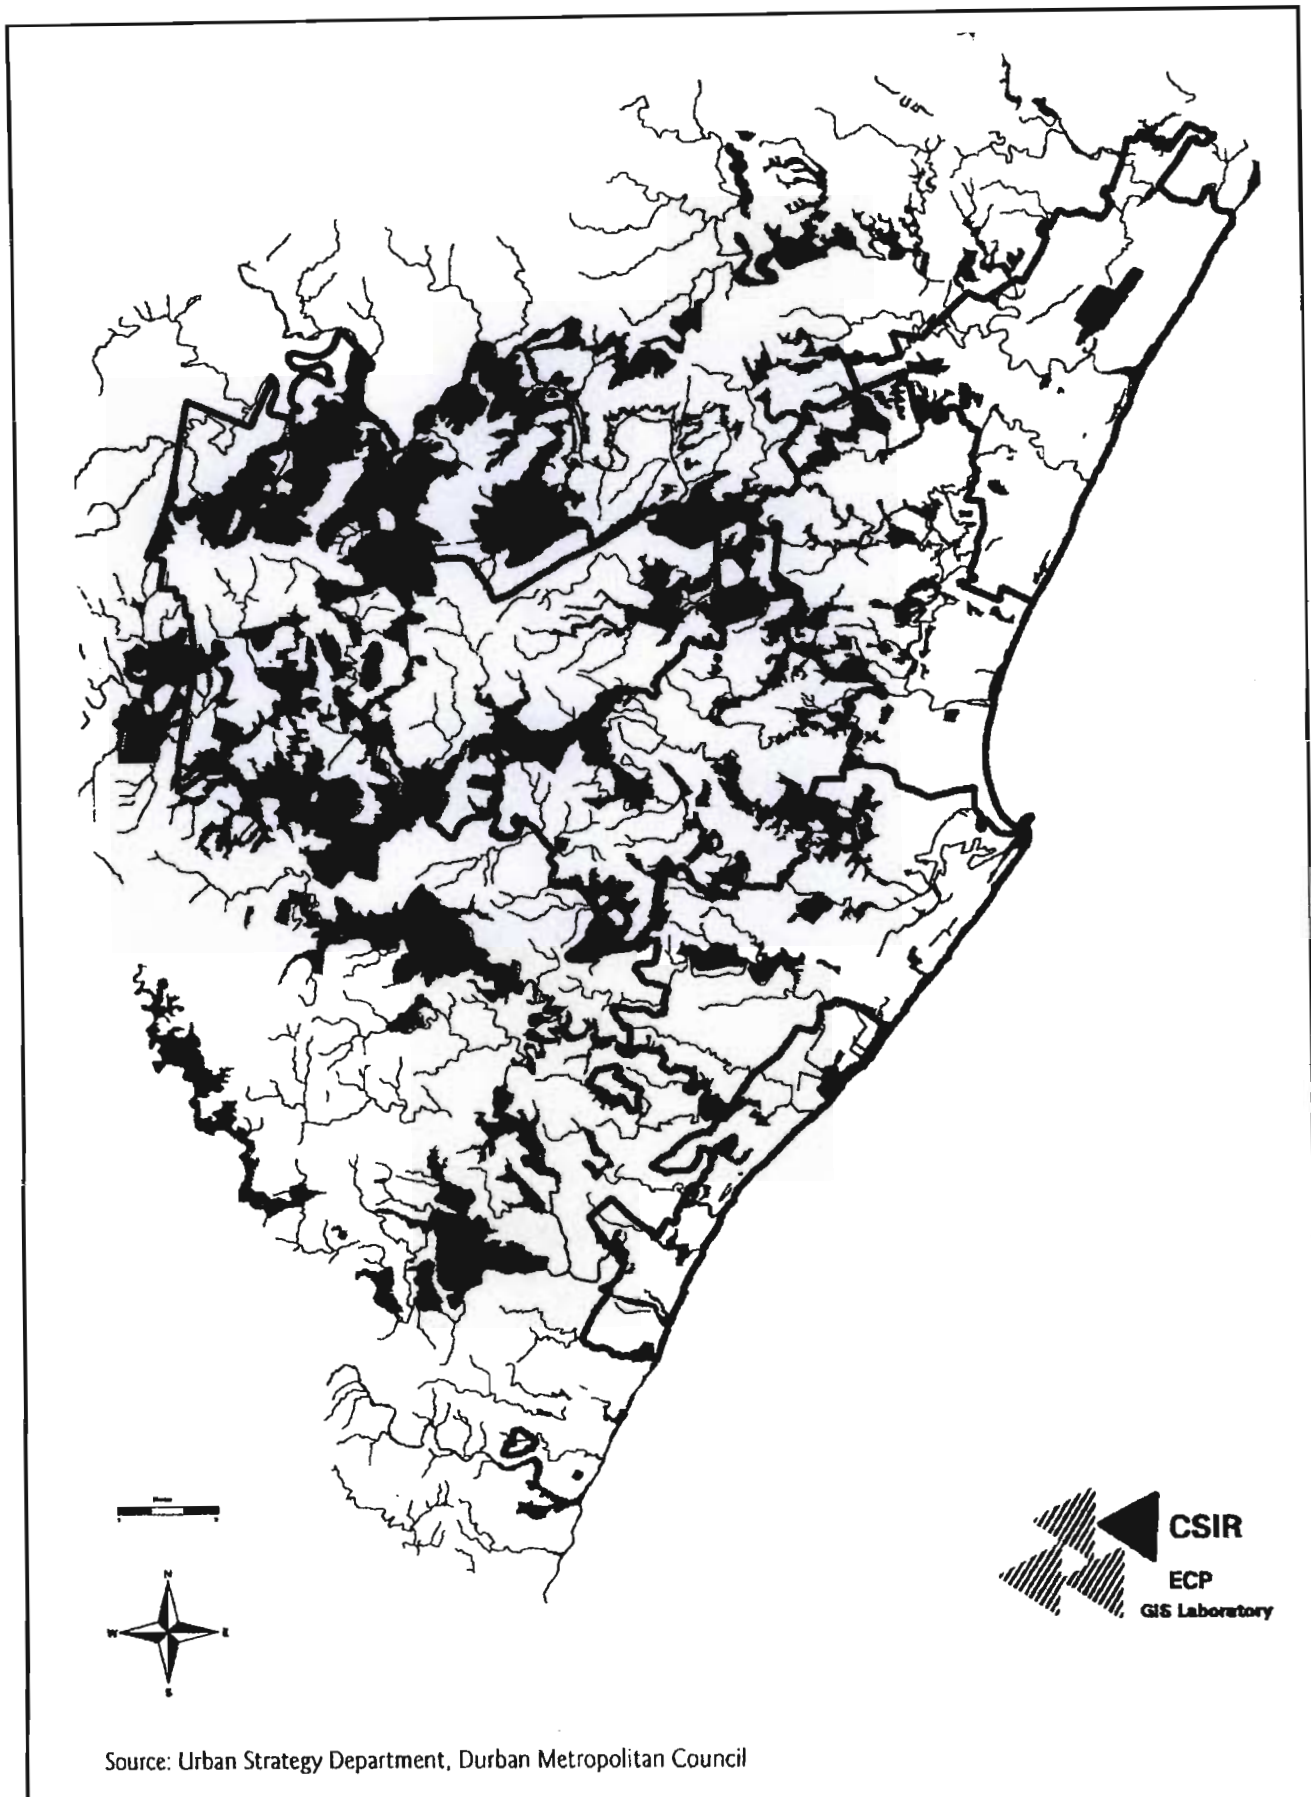 N
W
E
S
CSIR
ECP
GIS Laboratory
Source: Urban Strategy Department, Durban Metropolitan Council